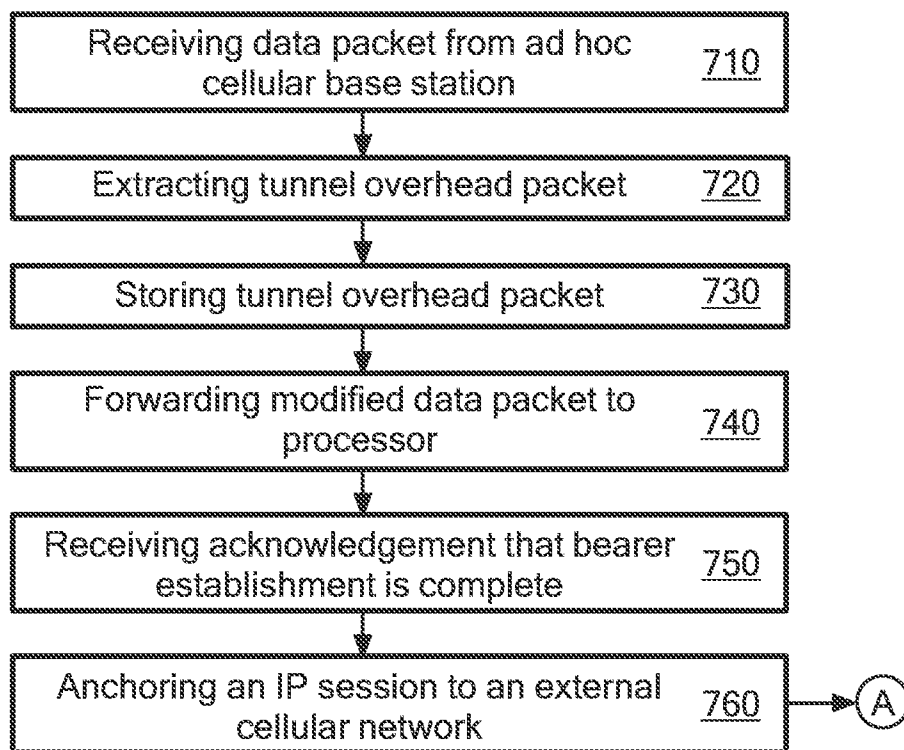 Receiving data packet from ad hoc
cellular base station
710
Extracting tunnel overhead packet 720
Storing tunnel overhead packet 730
Forwarding modified data packet to
processor
740
Receiving acknowledgement that bearer
establishment is complete
750
Anchoring an IP session to an external
cellular network
760
A